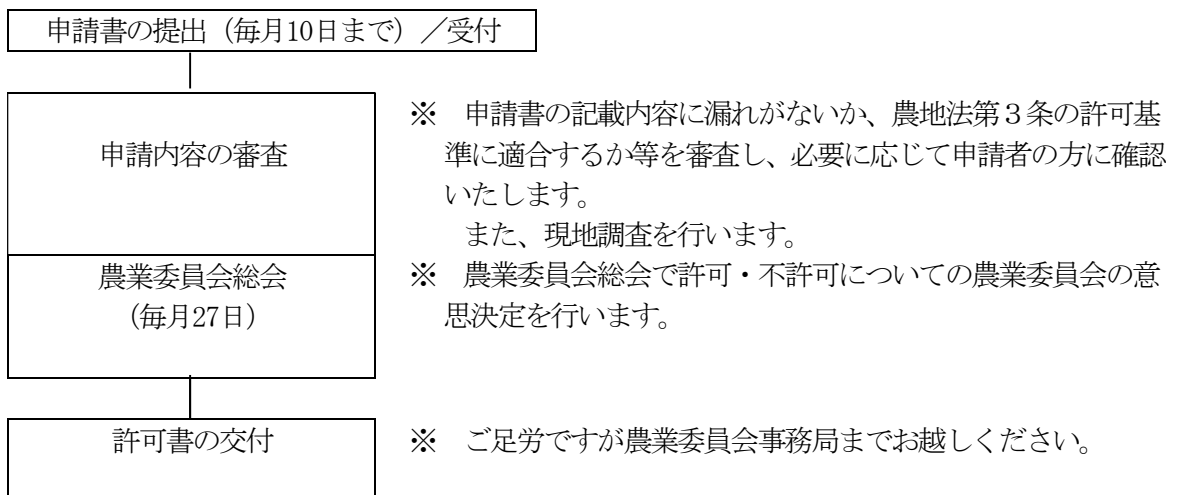 申請書の提出（毎月10日まで）／受付
申請内容の審査
※　申請書の記載内容に漏れがないか、農地法第３条の許可基
準に適合するか等を審査し、必要に応じて申請者の方に確認
いたします。
また、現地調査を行います。
農業委員会総会
（毎月27日）
※　農業委員会総会で許可・不許可についての農業委員会の意
思決定を行います。
許可書の交付
※　ご足労ですが農業委員会事務局までお越しください。